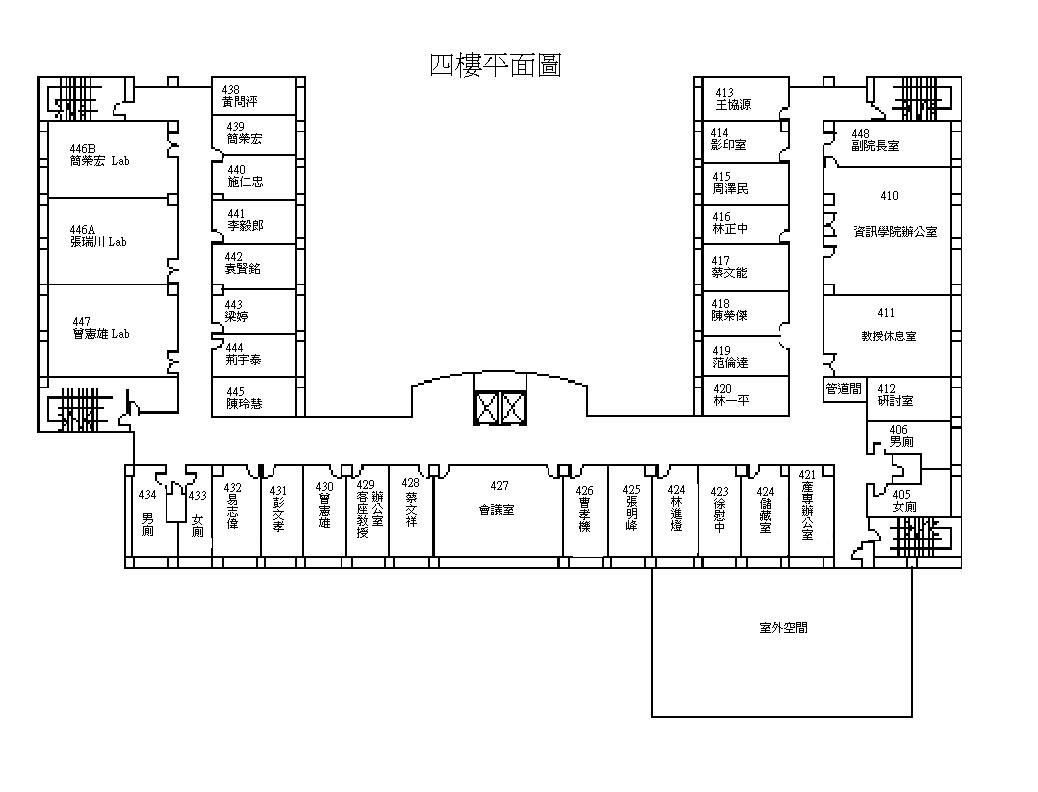 四樓平面圖
438
黃問泙
439
簡榮宏
440
施仁忠
441
李毅郎
442
袁賢銘
443
梁婷
444
荊宇泰
445
陳玲慧
446B
簡榮宏 Lab
446A
張瑞川 Lab
447
曾憲雄 Lab
413
王協源
414
影印室
415
周澤民
416
林正中
417
蔡文能
418
陳榮傑
419
范倫達
420
林一平
448
副院長室
410
資訊學院辦公室
411
教授休息室
管道間
412
研討室
406
男廁
405
女廁
434
男廁
433
女廁
432
易志偉
431
彭文孝
430
曾憲雄
429
客座教授
辦公室
428
蔡文祥
427
會議室
426
曹孝櫟
425
張明峰
424
林進燈
423
徐慰中
424
儲藏室
421
產專辦公室
室外空間